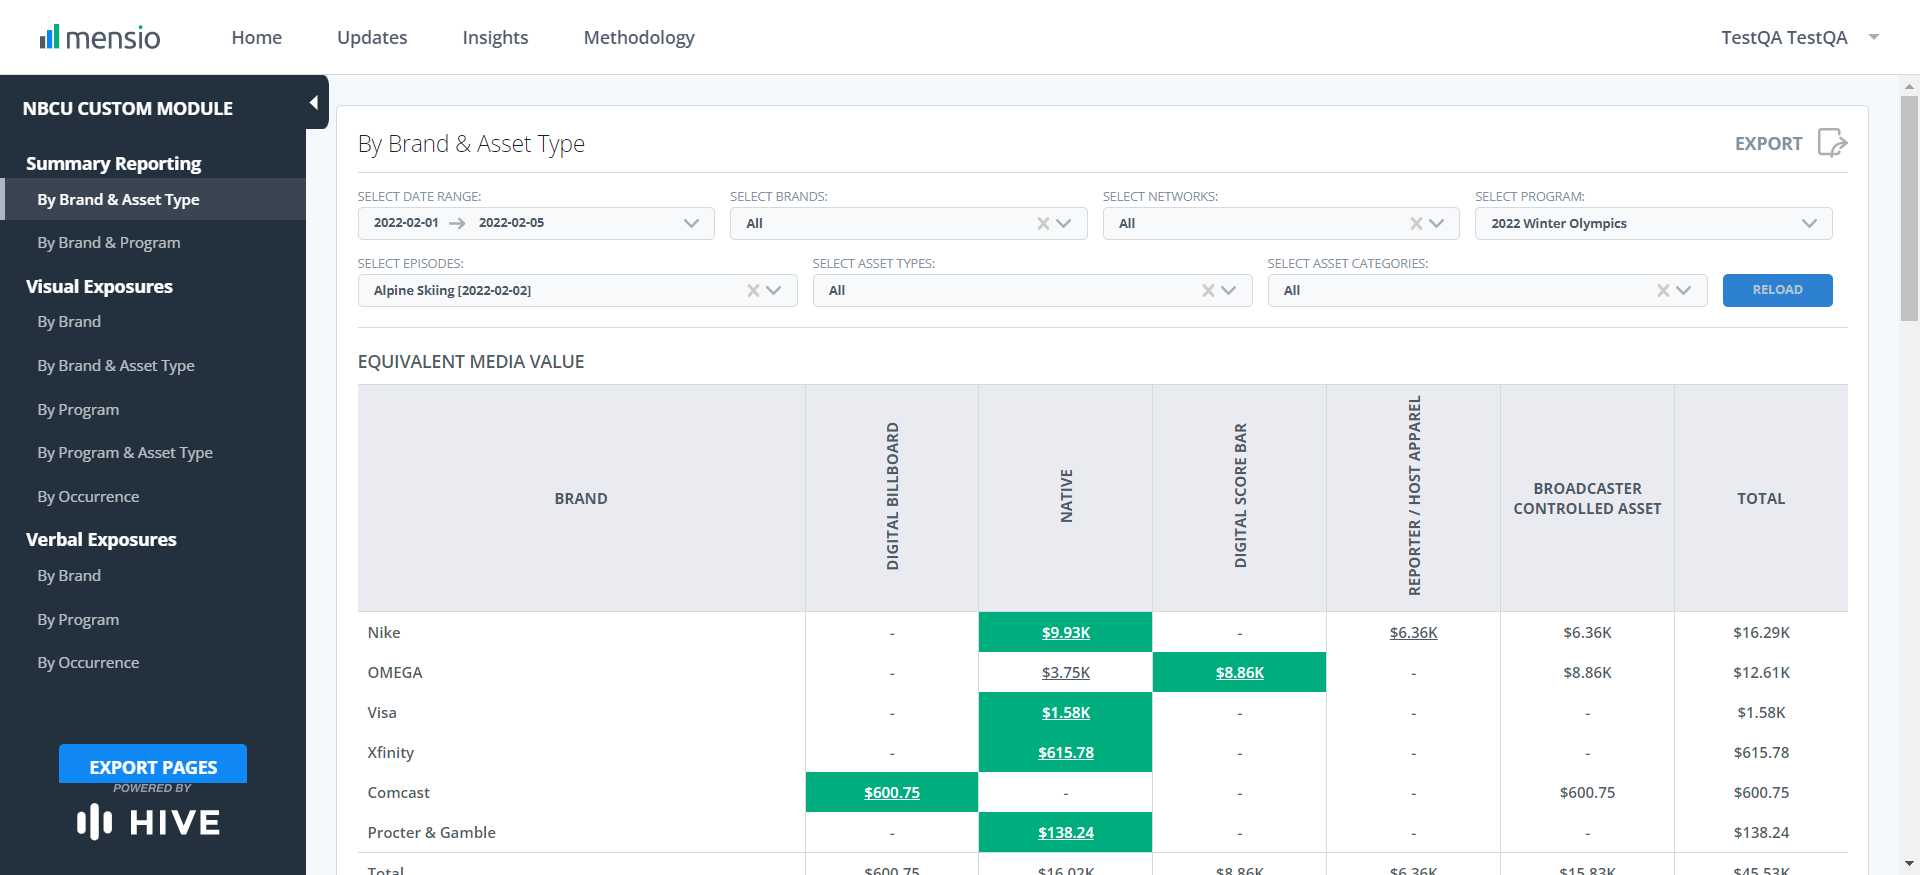 mensio
Home
Updates
Insights
Methodology
TestQA TestQA
NBCU CUSTOM MODULE
Summary Reporting
By Brand & Asset Type
By Brand & Program
Visual Exposures
By Brand
By Brand & Asset Type
By Program
By Program & Asset Type
By Occurrence
Verbal Exposures
By Brand
By Program
By Occurrence
EXPORT PAGES
POWERED BY
HIVE
By Brand & Asset Type
EXPORT
SELECT DATE RANGE:
2022-02-01 → 2022-02-05
SELECT BRANDS:
All
SELECT NETWORKS:
All
SELECT PROGRAM:
2022 Winter Olympics
SELECT EPISODES:
Alpine Skiing [2022-02-02]
SELECT ASSET TYPES:
All
SELECT ASSET CATEGORIES:
All
RELOAD
EQUIVALENT MEDIA VALUE
BRAND
DIGITAL BILLBOARD
NATIVE
DIGITAL SCORE BAR
REPORTER / HOST APPAREL
BROADCASTER
CONTROLLED ASSET
TOTAL
Nike - $9.93K - $6.36K $6.36K $16.29K
OMEGA - $3.75K $8.86K - $8.86K $12.61K
Visa - $1.58K - - - $1.58K
Xfinity - $615.78 - - - $615.78
Comcast $600.75 - - - $600.75 $600.75
Procter & Gamble - $138.24 - - - $138.24
Total $600.75 $16.02K $8.86K $6.36K $15.83K $45.53K